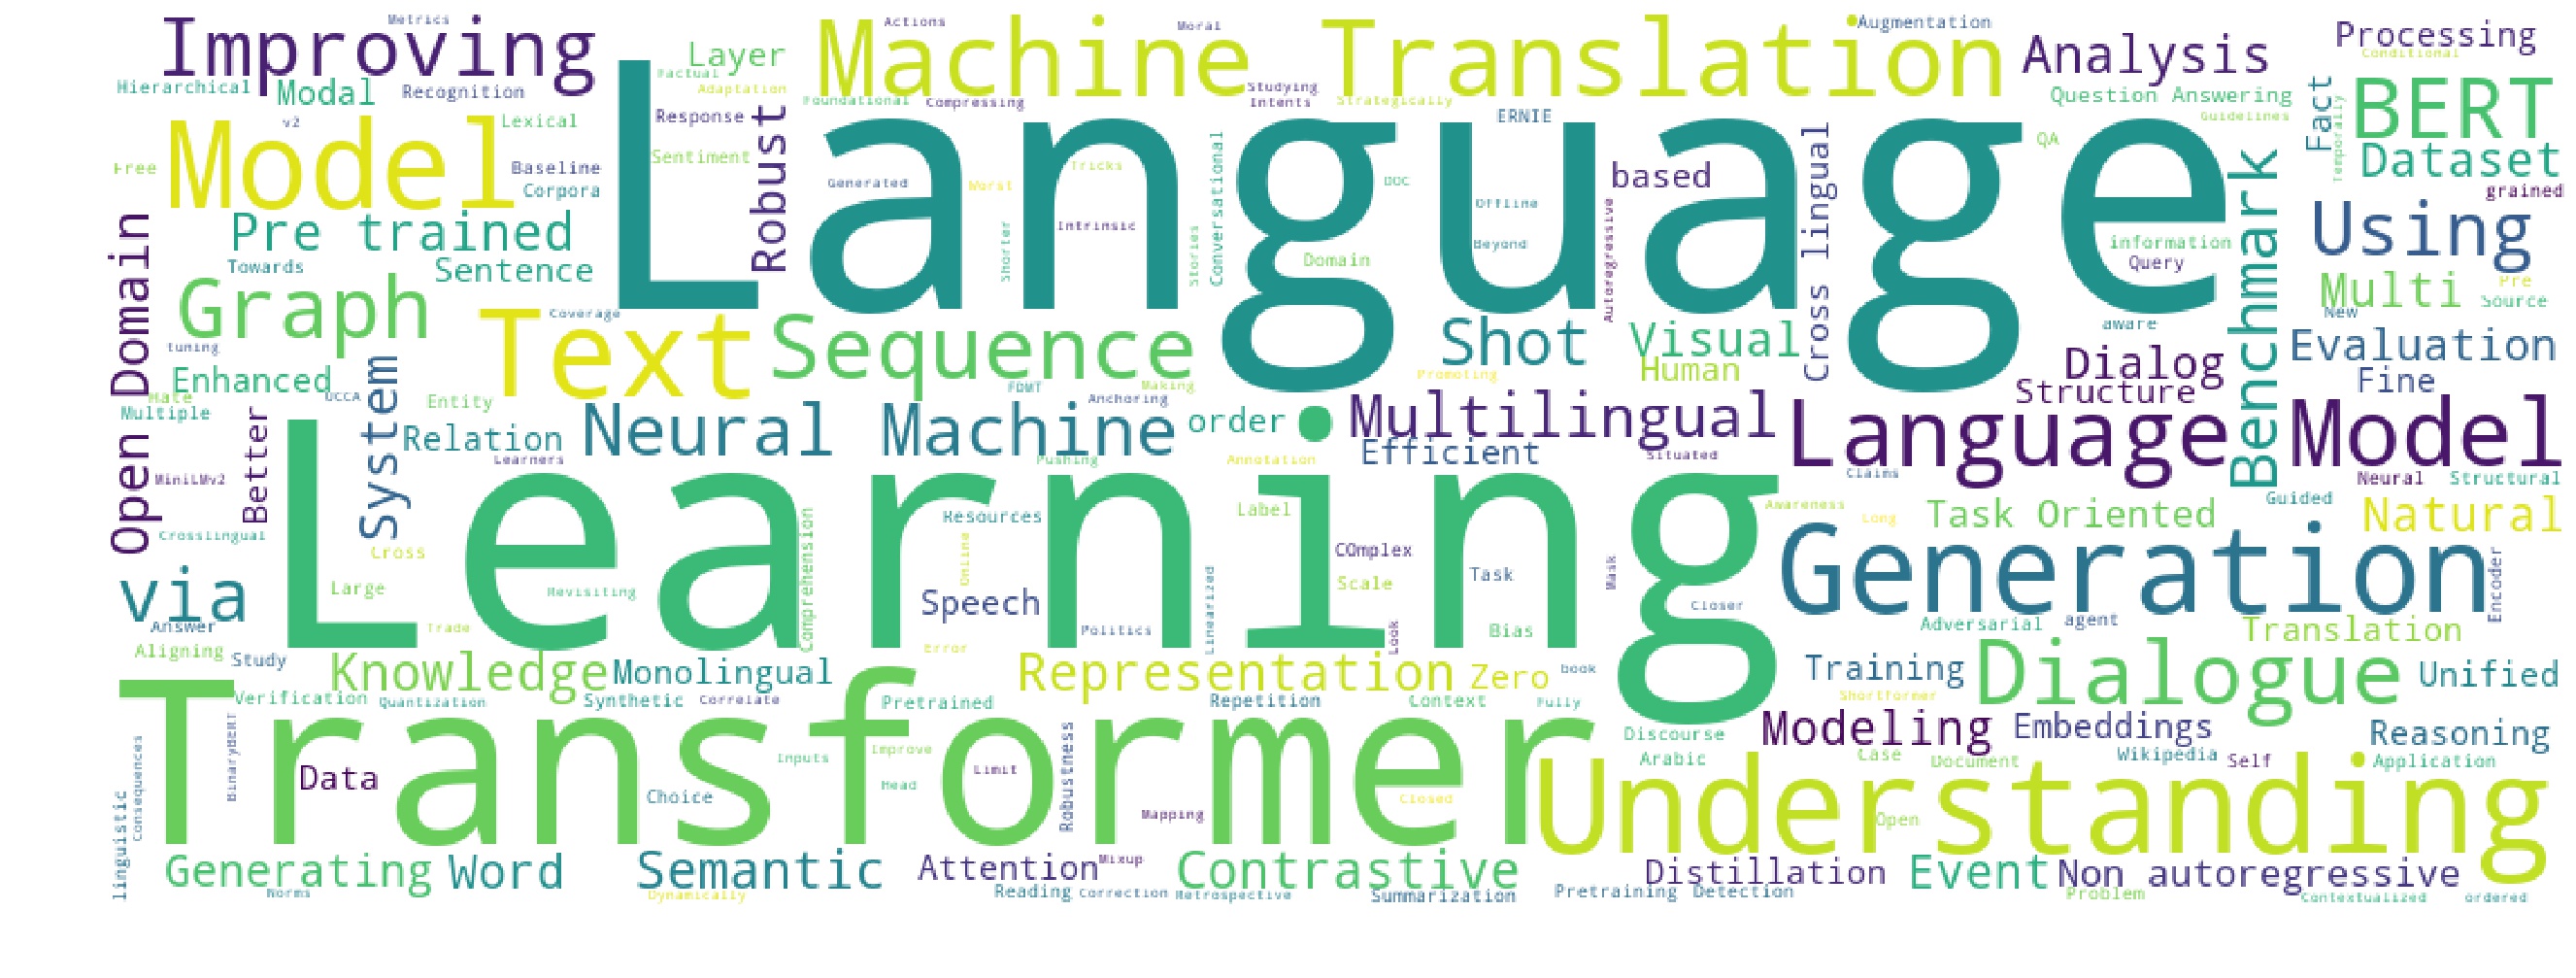 Metrics
Improving
Machine Translation
Actions
Moral
Augmentation
Analysis
Processing
Conditional
Layer
Factual
Adaptation
Hierarchical
Modal
Recognition
Foundational
Compressing
Studying
Intents
Strategically
Question Answering
Guidelines
Fact
BERT
Language
v2
Lexical
Response
Robust
ERNIE
Model
Free
Baseline
Corpora
Sentiment
Generated
Worst
Tricks
Conversational
DOC
based
Cross lingual
QA
Benchmark
Temporally
Dataset
grained
Open Domain
Pre trained
Intrinsic
Offline
Beyond
Autoregressive
Using
Towards
Sentence
Shorter
Stories
Domain
information
Query
Multi
Pre
Source
New
Graph
Text
Coverage
Sequence
Shot
Visual
Human
aware
Evaluation
tuning
Enhanced
Dialog
Structure
Fine
Hate
Multiple
UCCA
System
Entity
FDMT
Making
Anchoring
Promoting
Better
Relation
Neural Machine
order
Multilingual
Efficient
Language Model
Learners
Pushing
Annotation
Situated
Claims
Neural
Structural
MiniLMv2
Learning
Crosslingual
Cross
Comprehension
Resources
Online
Label
Awareness
Long
Task Oriented
Guided
Natural
COmplex
Generation
via
Large
Revisiting
Speech
Linearized
Scale
Task
Mask
Closer
Encoder
Answer
Trade
Politics
Look
Bias
Adversarial
agent
Translation
Aligning
Study
Error
Knowledge
Monolingual
Representation
Zero
book
Training
Dialogue
Unified
Transformer
Verification
Quantization
Synthetic
Correlate
Pretrained
Repetition
Context
Fully
Shortformer
Modeling
Embeddings
Reasoning
Consequences
BinaryBERT
Data
Inputs
Improve
Robustness
Discourse
Arabic
Case
Document
Wikipedia
Self
Application
Understanding
linguistic
Choice
Head
Limit
Mapping
Closed
Open
Generating
Word
Semantic
Attention
Mixup
Contrastive
Distillation
Event
Non autoregressive
Norms
Dynamically
Reading
Correction
Retrospective
Summarization
Pretraining
Detection
Problem
Contextualized
ordered